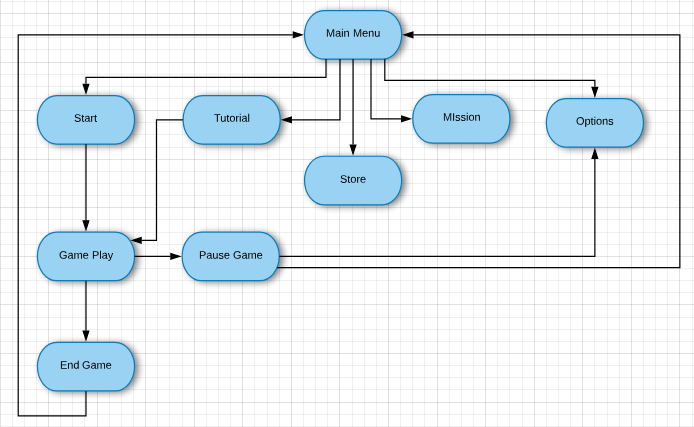 Main Menu
Start
Tutorial
MIssion
Options
Store
Game Play
Pause Game
End Game